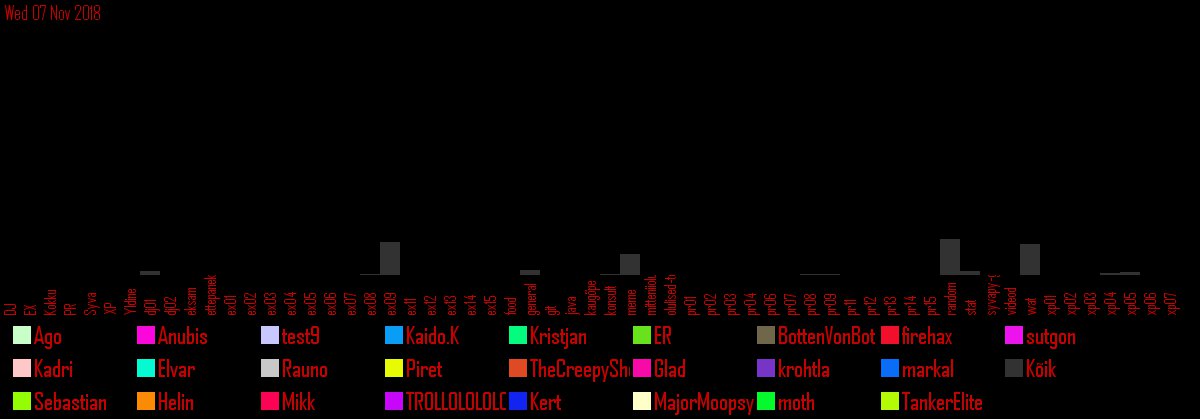 Wed 07 Nov 2018
DJ EX Kokku PR Syva XP Yldine dj01 dj02 eksam ettepanek ex01 ex02 ex03 ex04 ex05 ex06 ex07 ex08 ex09 ex11 ex12 ex13 ex14 ex15 food general git java konsult meme pr01 pr02 pr03 pr04 pr06 pr07 pr08 pr09 pr11 pr12 pr13 pr14 pr15 random stat videod wat xp01 xp02 xp03 xp04 xp05 xp06 xp07
Ago Anubis test9 Kaido.K Kristjan ER BottenVonBot firehax sutgon
Kadri Elvar Rauno Piret TheCreepySh Glad krohtla markal Kõik
Sebastian Helin Mikk TROLLOLOLOLO Kert MajorMoopsy moth TankerElite